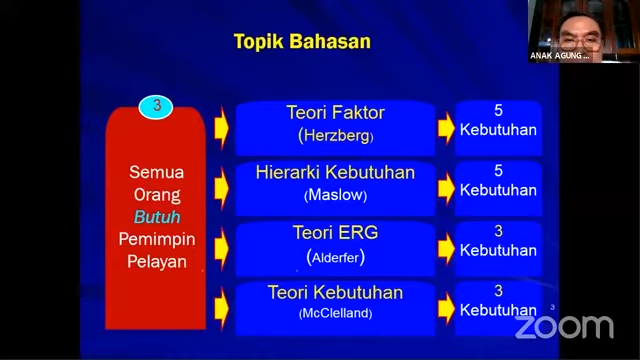 Topik Bahasan
ANAK AGUNG ...
3
Semua
Orang
Butuh
Pemimpin
Pelayan
Teori Faktor
(Herzberg)
5
Kebutuhan
Hierarki Kebutuhan
(Maslow)
5
Kebutuhan
Teori ERG
(Alderfer)
3
Kebutuhan
Teori Kebutuhan
(McClelland)
3
Kebutuhan
3
zoom